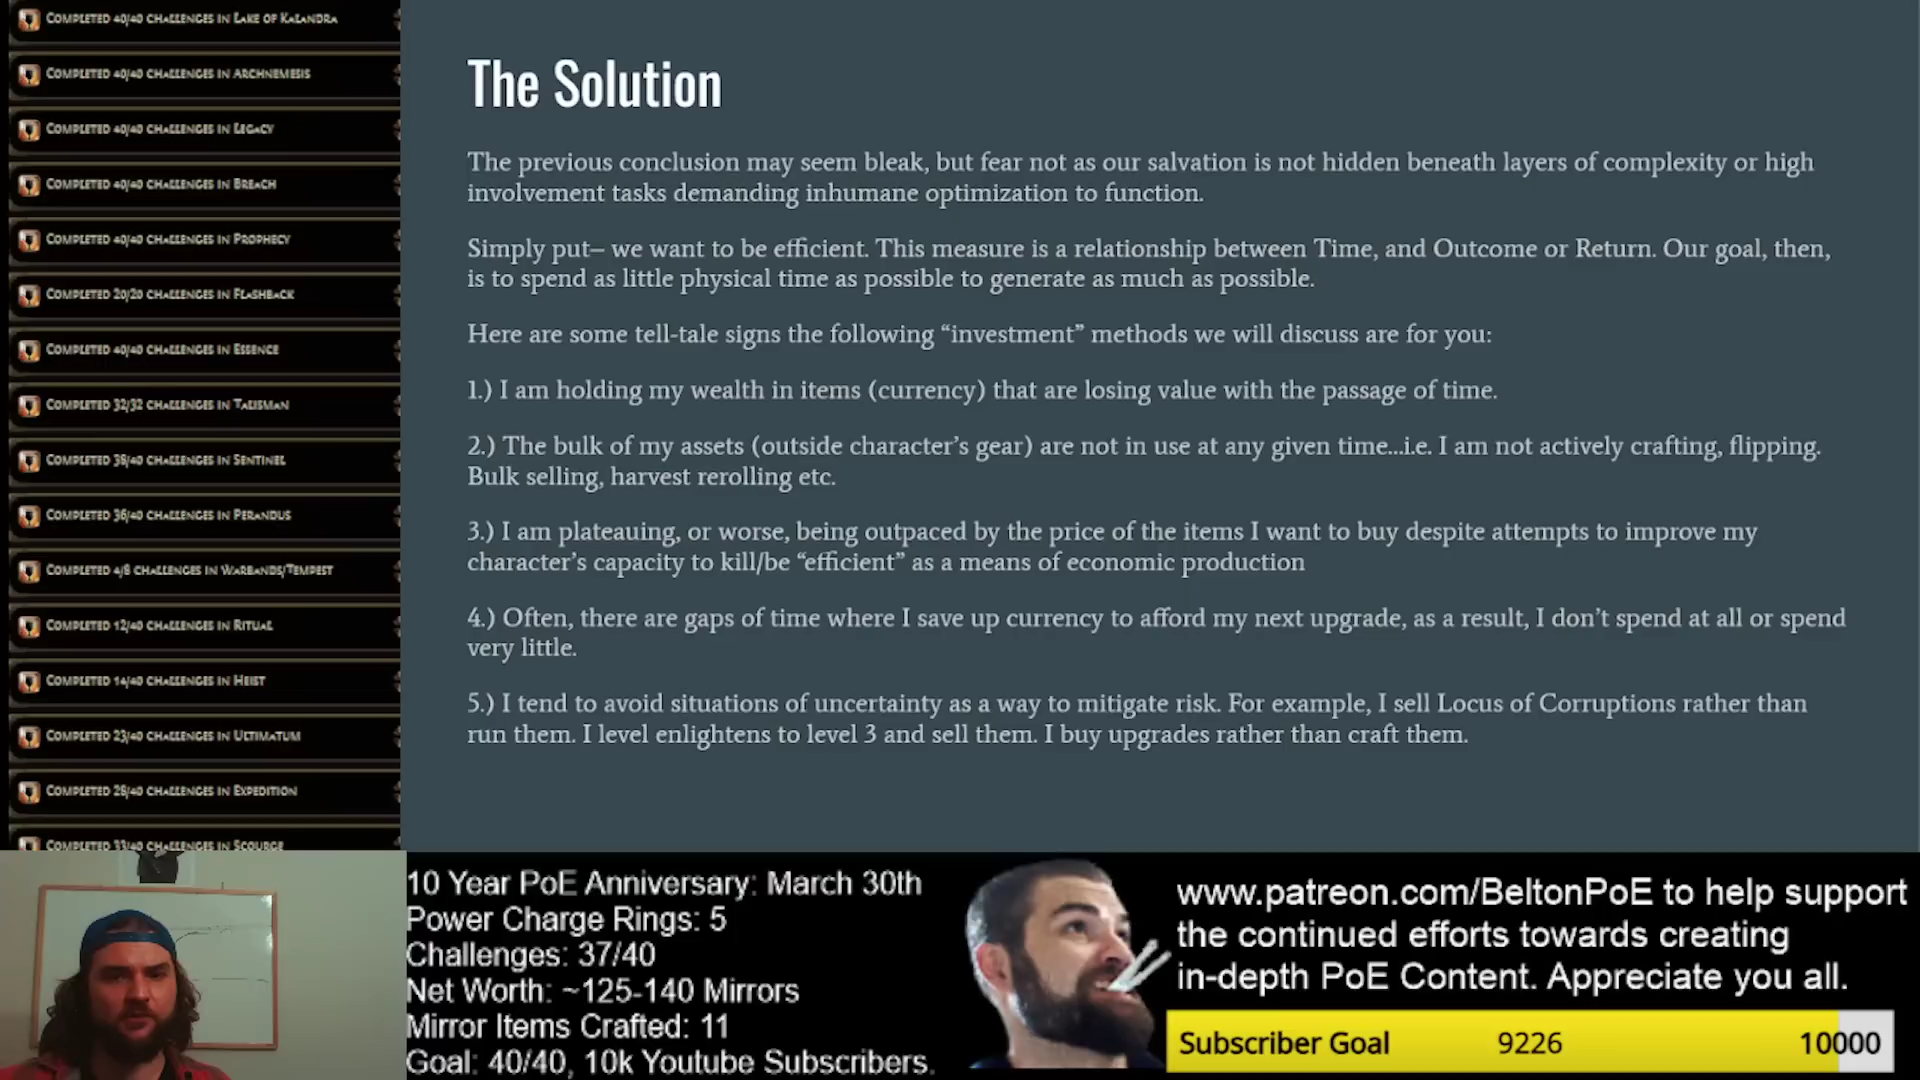 COMPLETED 40/40 CHALLENGES IN LAKE OF KALANDRA
COMPLETED 40/40 CHALLENGES IN ARCHNEMESIS
COMPLETED 40/40 CHALLENGES IN LEGACY
COMPLETED 40/40 CHALLENGES IN BREACH
COMPLETED 40/40 CHALLENGES IN PROPHECY
COMPLETED 20/20 CHALLENGES IN FLASHBACK
COMPLETED 40/40 CHALLENGES IN ESSENCE
COMPLETED 32/32 CHALLENGES IN TALISMAN
COMPLETED 38/40 CHALLENGES IN SENTINEL
COMPLETED 36/40 CHALLENGES IN PERANDUS
COMPLETED 4/8 CHALLENGES IN WARBANDS/TEMPEST
COMPLETED 12/40 CHALLENGES IN RITUAL
COMPLETED 14/40 CHALLENGES IN HEIST
COMPLETED 23/40 CHALLENGES IN ULTIMATUM
COMPLETED 28/40 CHALLENGES IN EXPEDITION
COMPLETED 33/40 CHALLENGES IN SCOURGE
The Solution
The previous conclusion may seem bleak, but fear not as our salvation is not hidden beneath layers of complexity or high
involvement tasks demanding inhumane optimization to function.
Simply put– we want to be efficient. This measure is a relationship between Time, and Outcome or Return. Our goal, then,
is to spend as little physical time as possible to generate as much as possible.
Here are some tell-tale signs the following “investment” methods we will discuss are for you:
1.) I am holding my wealth in items (currency) that are losing value with the passage of time.
2.) The bulk of my assets (outside character’s gear) are not in use at any given time...i.e. I am not actively crafting, flipping.
Bulk selling, harvest rerolling etc.
3.) I am plateauing, or worse, being outpaced by the price of the items I want to buy despite attempts to improve my
character’s capacity to kill/be “efficient” as a means of economic production
4.) Often, there are gaps of time where I save up currency to afford my next upgrade, as a result, I don’t spend at all or spend
very little.
5.) I tend to avoid situations of uncertainty as a way to mitigate risk. For example, I sell Locus of Corruptions rather than
run them. I level enlightens to level 3 and sell them. I buy upgrades rather than craft them.
10 Year PoE Anniversary: March 30th
Power Charge Rings: 5
Challenges: 37/40
Net Worth: ~125-140 Mirrors
Mirror Items Crafted: 11
Goal: 40/40, 10k Youtube Subscribers.
www.patreon.com/BeltonPoE to help support
the continued efforts towards creating
in-depth PoE Content. Appreciate you all.
Subscriber Goal 9226 10000